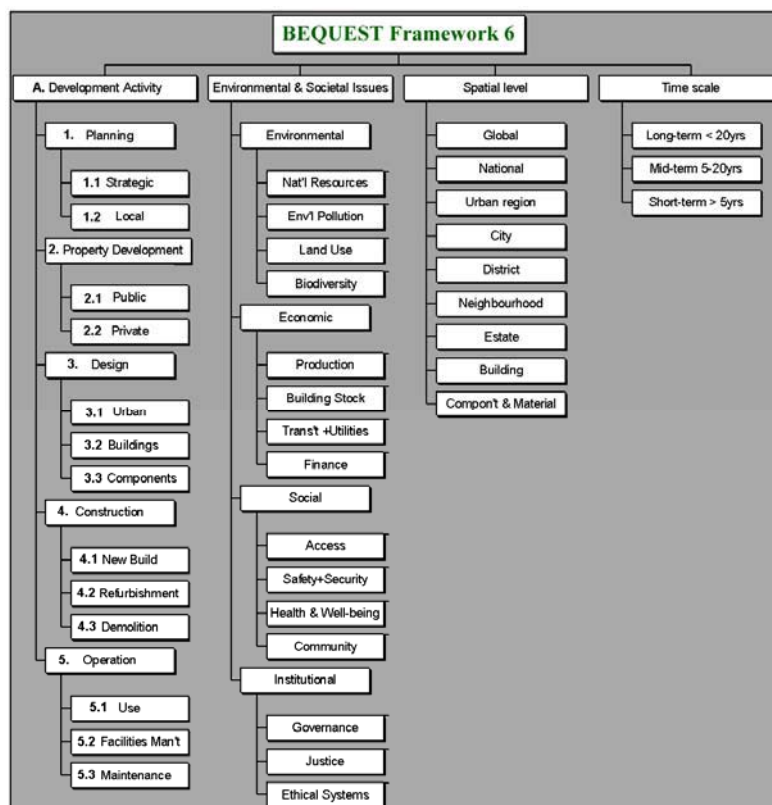 BEQUEST Framework 6
A. Development Activity
1. Planning
1.1 Strategic
1.2 Local
2. Property Development
2.1 Public
2.2 Private
3. Design
3.1 Urban
3.2 Buildings
3.3 Components
4. Construction
4.1 New Build
4.2 Refurbishment
4.3 Demolition
5. Operation
5.1 Use
5.2 Facilities Man't
5.3 Maintenance
Environmental & Societal Issues
Environmental
Nat'l Resources
Env'l Pollution
Land Use
Biodiversity
Economic
Production
Building Stock
Trans't +Utilities
Finance
Social
Access
Safety+Security
Health & Well-being
Community
Institutional
Governance
Justice
Ethical Systems
Spatial level
Global
National
Urban region
City
District
Neighbourhood
Estate
Building
Compon't & Material
Time scale
Long-term < 20yrs
Mid-term 5-20yrs
Short-term > 5yrs